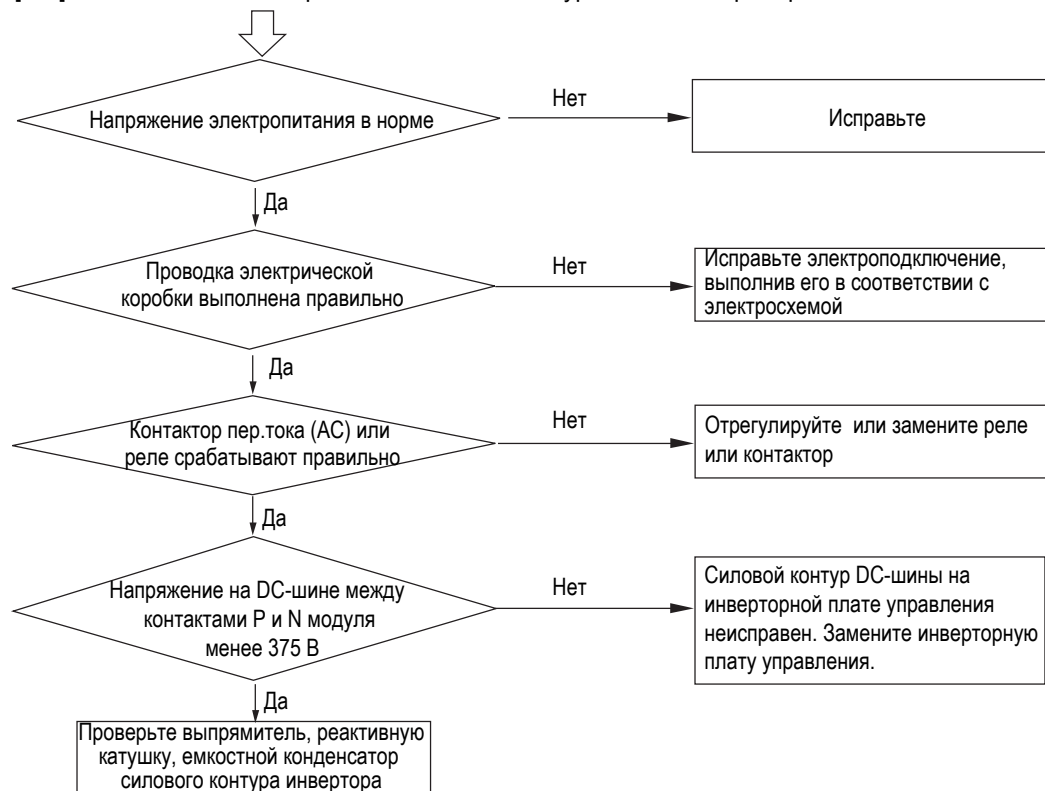 Напряжение электропитания в норме
Нет
Исправьте
Да
Проводка электрической
коробки выполнена правильно
Нет
Исправьте электроподключение,
выполнив его в соответствии с
электросхемой
Да
Контактор пер.тока (AC) или
реле срабатывают правильно
Нет
Отрегулируйте или замените реле
или контактор
Да
Напряжение на DC-шине между
контактами P и N модуля
менее 375 В
Нет
Силовой контур DC-шины на
инверторной плате управления
неисправен. Замените инверторную
плату управления.
Да
Проверьте выпрямитель, реактивную
катушку, емкостной конденсатор
силового контура инвертора